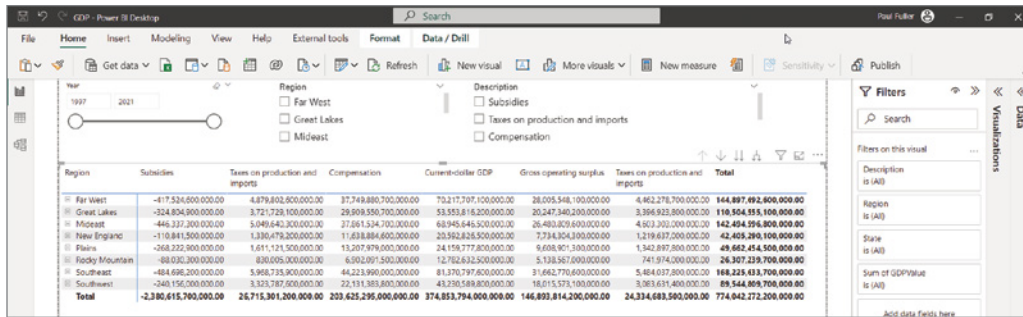 GDP - Power BI Desktop
Search
Paul Fuller
File Home Insert Modeling View Help External tools Format Data / Drill
Get data New visual More visuals New measure Sensitivity Publish
Refresh
Year
1997 2021
Region
Far West
Great Lakes
Mideast
Description
Subsidies
Taxes on production and imports
Compensation
Region Subsidies Taxes on production and imports Compensation Current-dollar GDP Gross operating surplus Taxes on production and imports Total
Far West -417,524,600,000.00 4,879,802,600,000.00 37,749,880,700,000.00 70,217,707,100,000.00 28,005,548,100,000.00 4,462,278,700,000.00 144,897,692,600,000.00
Great Lakes -324,804,900,000.00 3,721,728,100,000.00 29,909,550,700,000.00 53,553,816,200,000.00 20,247,340,200,000.00 3,396,923,800,000.00 110,504,555,100,000.00
Mideast -446,337,300,000.00 5,049,640,300,000.00 37,861,534,700,000.00 68,945,646,500,000.00 26,480,809,600,000.00 4,603,303,000,000.00 142,494,596,800,000.00
New England -110,841,500,000.00 1,330,479,200,000.00 11,638,884,600,000.00 20,592,826,500,000.00 7,734,304,300,000.00 1,219,637,000,000.00 42,405,290,100,000.00
Plains -268,222,900,000.00 1,611,121,500,000.00 13,207,979,000,000.00 24,159,777,800,000.00 9,608,901,300,000.00 1,342,897,800,000.00 49,662,454,500,000.00
Rocky Mountain -88,030,300,000.00 830,005,000,000.00 6,902,091,500,000.00 12,782,632,500,000.00 5,138,567,000,000.00 741,974,000,000.00 26,307,239,700,000.00
Southeast -484,698,200,000.00 5,968,735,900,000.00 44,223,990,000,000.00 81,370,797,600,000.00 31,662,770,600,000.00 5,484,037,800,000.00 168,225,633,700,000.00
Southwest -240,156,000,000.00 3,323,787,600,000.00 22,131,383,800,000.00 43,230,589,800,000.00 18,015,573,100,000.00 3,083,631,400,000.00 89,544,809,700,000.00
Total -2,380,615,700,000.00 26,715,301,200,000.00 203,625,295,000,000.00 374,853,794,000,000.00 146,893,814,200,000.00 24,334,683,500,000.00 774,042,272,200,000.00
Filters
Search
Filters on this visual
Description
is (All)
Region
is (All)
State
is (All)
Sum of GDPValue
is (All)
Add data fields here
Visualizations
Data